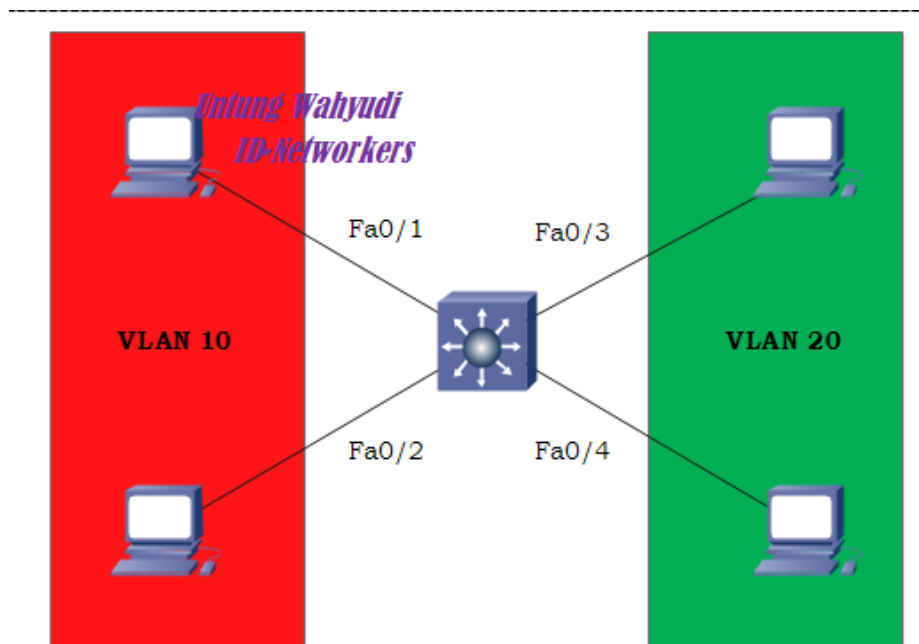 Untung Wahyudi
ID-Networkers
Fa0/1
Fa0/3
VLAN 10
VLAN 20
Fa0/2
Fa0/4